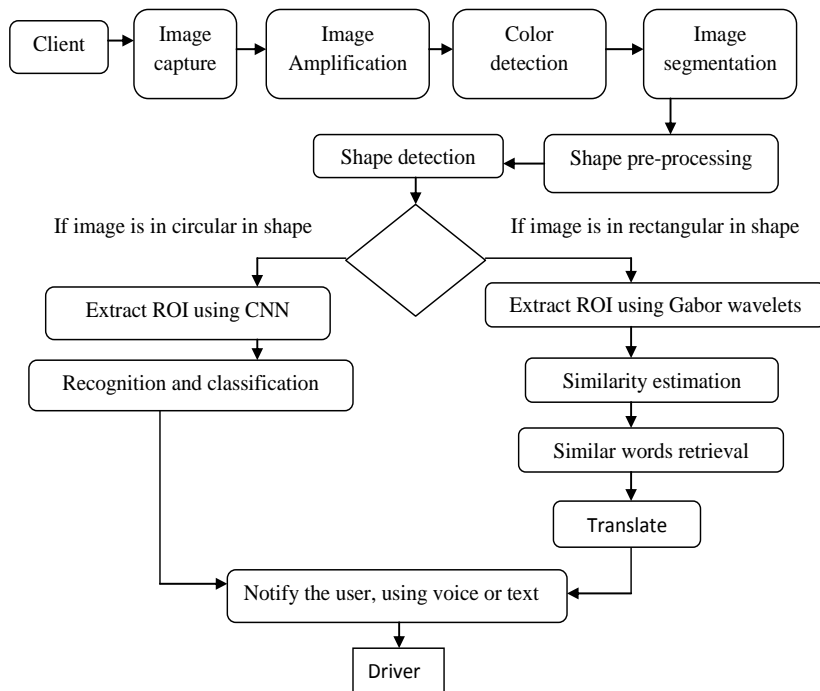 Client
Image
capture
Image
Amplification
Color
detection
Image
segmentation
Shape detection
Shape pre-processing
If image is in circular in shape
If image is in rectangular in shape
Extract ROI using CNN
Extract ROI using Gabor wavelets
Recognition and classification
Similarity estimation
Similar words retrieval
Translate
Notify the user, using voice or text
Driver